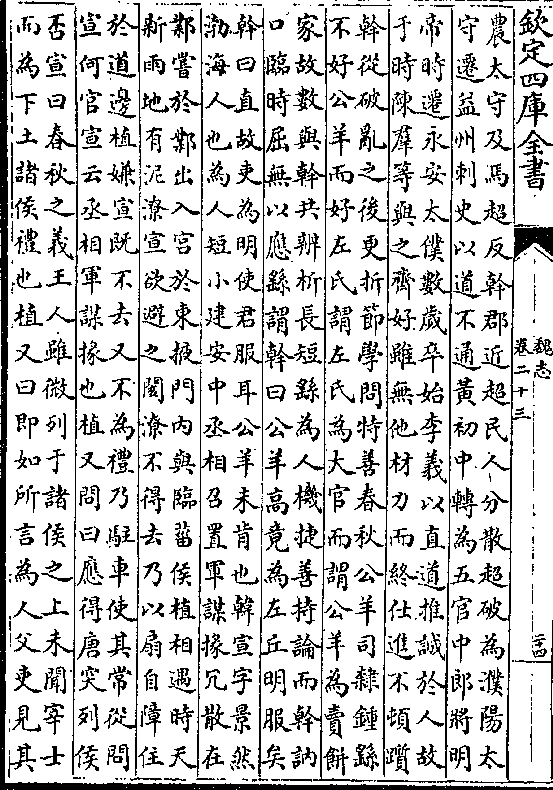 欽定四庫全書
魏志
卷二十三
二十四
農太守及馬超反幹郡近超民人分散超破為濮陽太
守遷益州刺史以道不通黃初中轉為五官中郎將明
帝時遷永安太僕數歲卒始李義以直道推誠於人故
于時陳羣等與之齊好雖無他材力而終仕進不頓躓
幹從破亂之後更折節學問特善春秋公羊司隸鍾繇
不好公羊而好左氏謂左氏為大官而謂公羊為賣餅
家故數與幹共辨析長短繇為人機捷善持論而幹訥
口臨時屈無以應繇謂幹曰公羊高竟為左丘明服矣
幹曰直故吏為明使君服耳公羊未肯也韓宣字景然
渤海人也為人短小建安中丞相召置軍謀掾冗散在
鄴嘗於鄴出入宮於東掖門內與臨菑侯植相遇時天
新雨地有泥潦宣欲避之閡潦不得去乃以扇自障住
於道邊植嫌宣既不去又不為禮乃駐車使其常從問
宣何官宣云丞相軍謀掾也植又問曰應得唐突列侯
否宣曰春秋之義王人雖微列于諸侯之上未聞宰士
而為下土諸侯禮也植又曰即如所言為人父吏見其